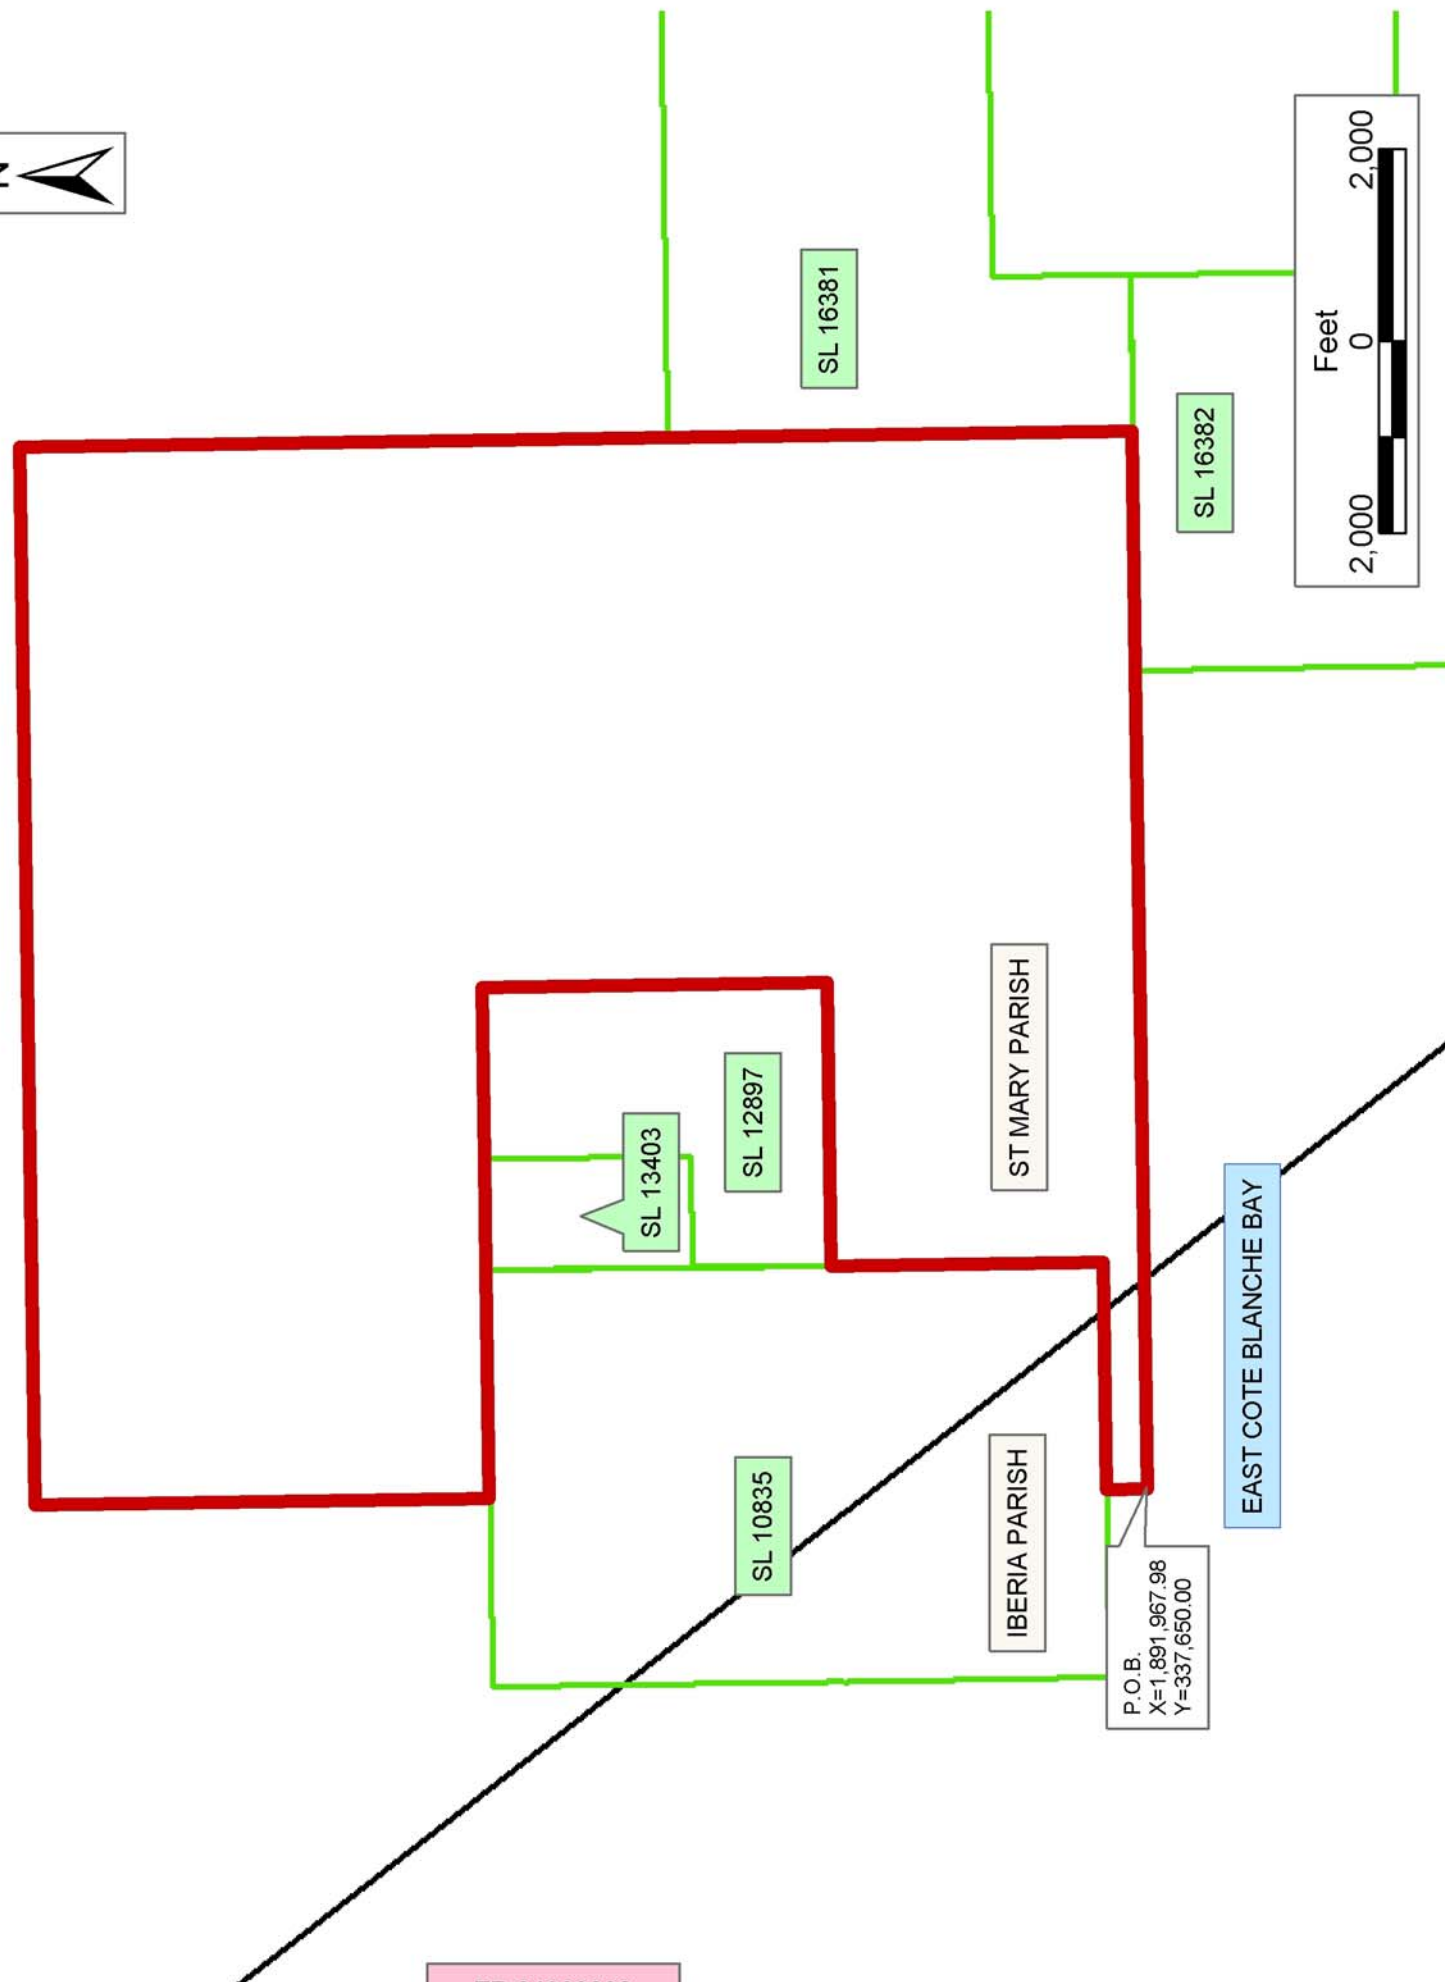 N
SL 16381
SL 16382
SL 13403
SL 12897
ST MARY PARISH
SL 10835
IBERIA PARISH
P.O.B.
X=1,891,967.98
Y=337,650.00
EAST COTE BLANCHE BAY
Feet
2,000 0 2,000